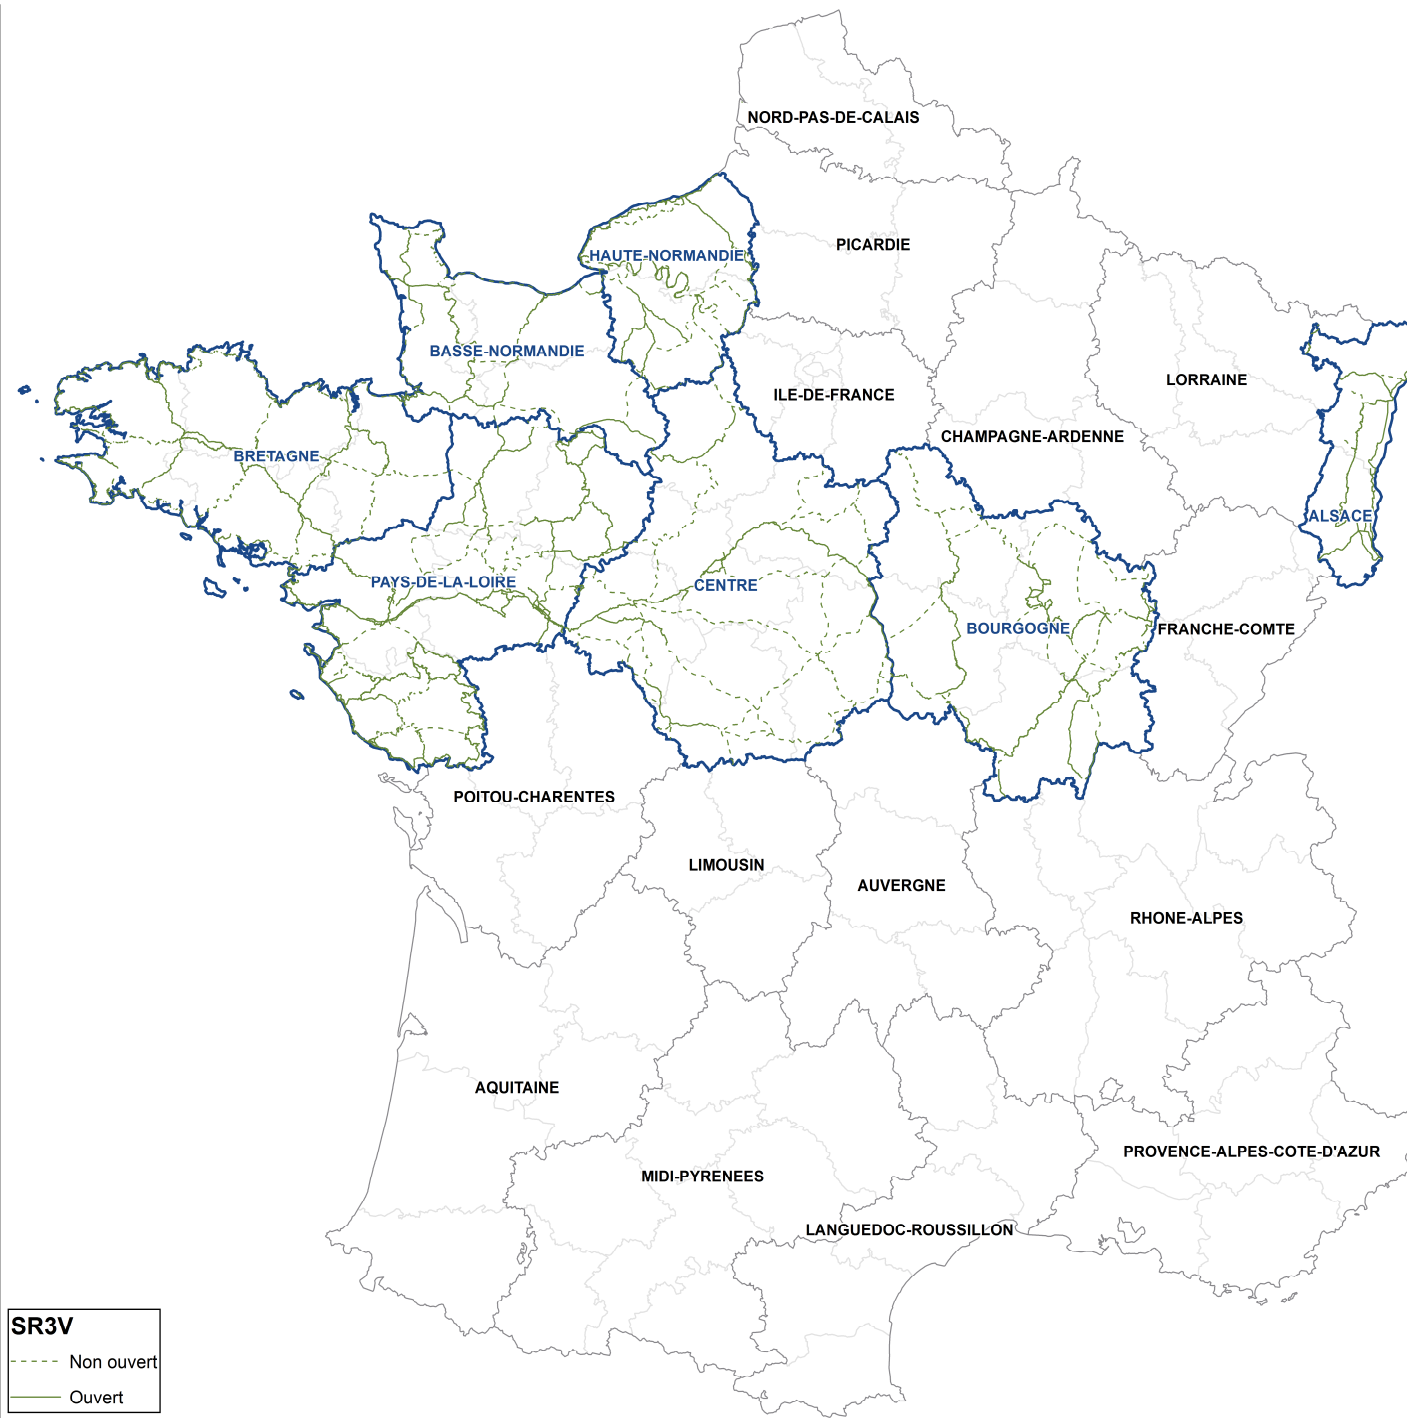 NORD-PAS-DE-CALAIS
PICARDIE
HAUTE-NORMANDIE
BASSE-NORMANDIE
ILE-DE-FRANCE
LORRAINE
CHAMPAGNE-ARDENNE
BRETAGNE
ALSACE
PAYS-DE-LA-LOIRE
CENTRE
BOURGOGNE
FRANCHE-COMTE
POITOU-CHARENTES
LIMOUSIN
AUVERGNE
RHONE-ALPES
AQUITAINE
PROVENCE-ALPES-COTE-D'AZUR
MIDI-PYRENEES
LANGUEDOC-ROUSSILLON
SR3V
Non ouvert
Ouvert